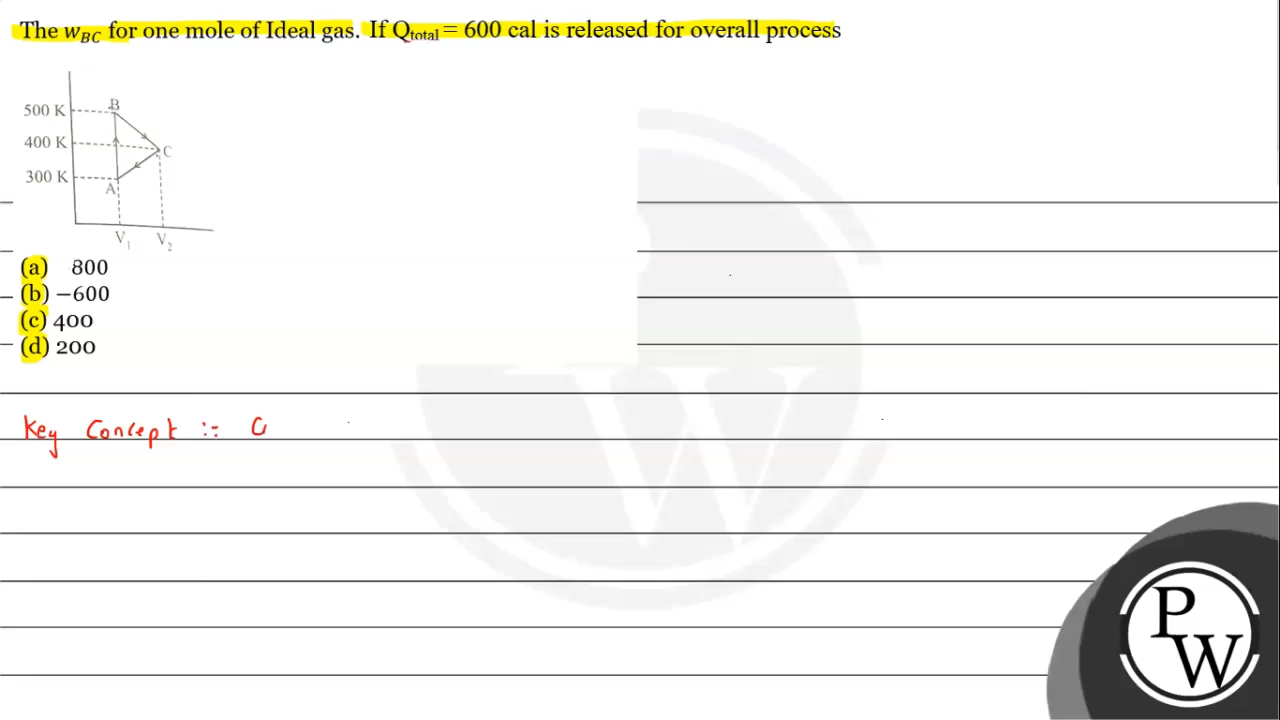 The w_BC for one mole of Ideal gas. If Q_total = 600 cal is released for overall process
500 K
B
400 K
C
300 K
A
V₁ V₂
(a) 800
(b) −600
(c) 400
(d) 200
Key Concept :-
P
W